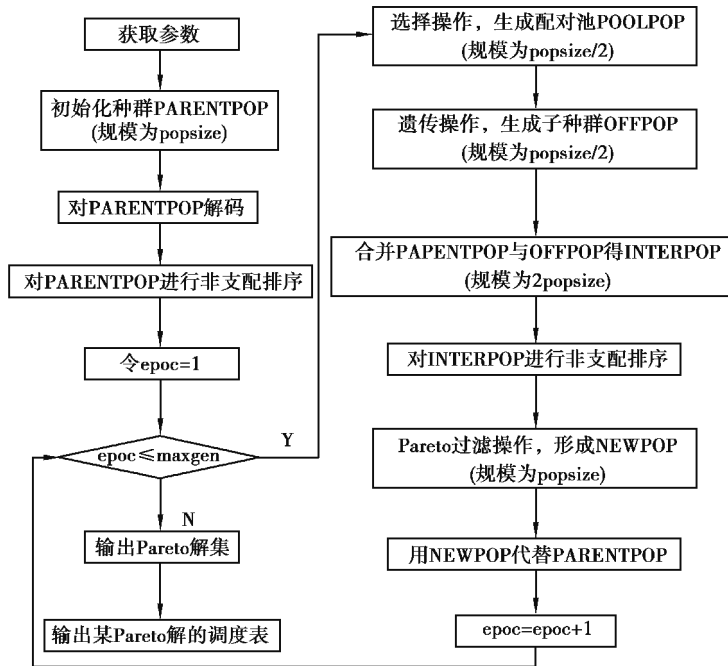 获取参数
初始化种群PARENTPOP
(规模为popsize)
对PARENTPOP解码
对PARENTPOP进行非支配排序
令epoc=1
epoc≤maxgen
Y
N
输出Pareto解集
输出某Pareto解的调度表
选择操作，生成配对池POOLPOP
(规模为popsize/2)
遗传操作，生成子种群OFFPOP
(规模为popsize/2)
合并PAPENTPOP与OFFPOP得INTERPOP
(规模为2popsize)
对INTERPOP进行非支配排序
Pareto过滤操作，形成NEWPOP
(规模为popsize)
用NEWPOP代替PARENTPOP
epoc=epoc+1